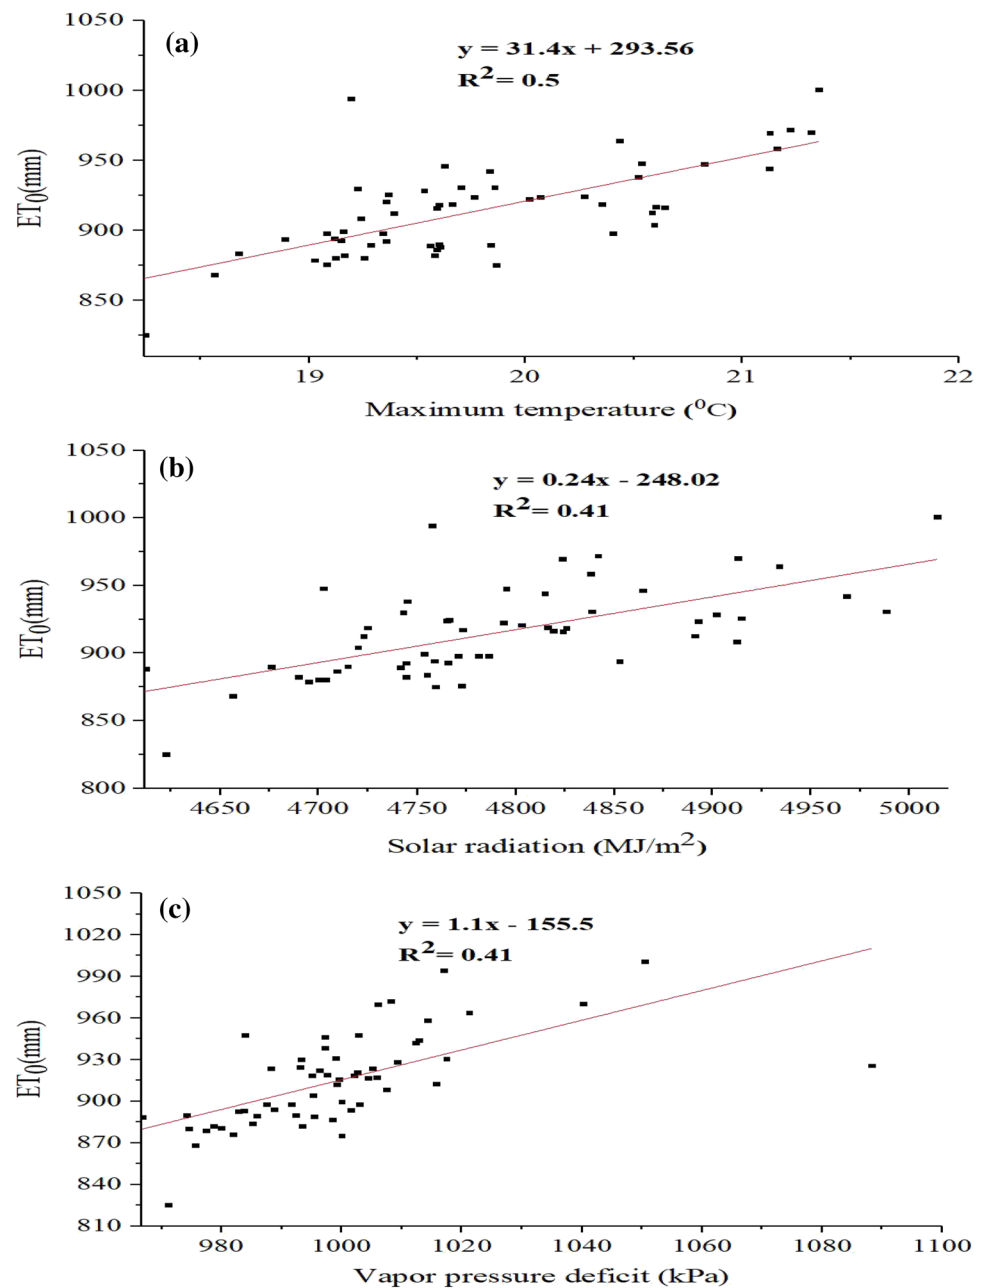 (a)
y = 31.4x + 293.56
R²= 0.5
1050
1000
950
900
850
ET₀(mm)
19 20 21 22
Maximum temperature (⁰C)
(b)
y = 0.24x - 248.02
R²= 0.41
1050
1000
950
900
850
800
ET₀(mm)
4650 4700 4750 4800 4850 4900 4950 5000
Solar radiation (MJ/m²)
(c)
y = 1.1x - 155.5
R²= 0.41
1050
1020
990
960
930
900
870
840
810
ET₀(mm)
980 1000 1020 1040 1060 1080 1100
Vapor pressure deficit (kPa)